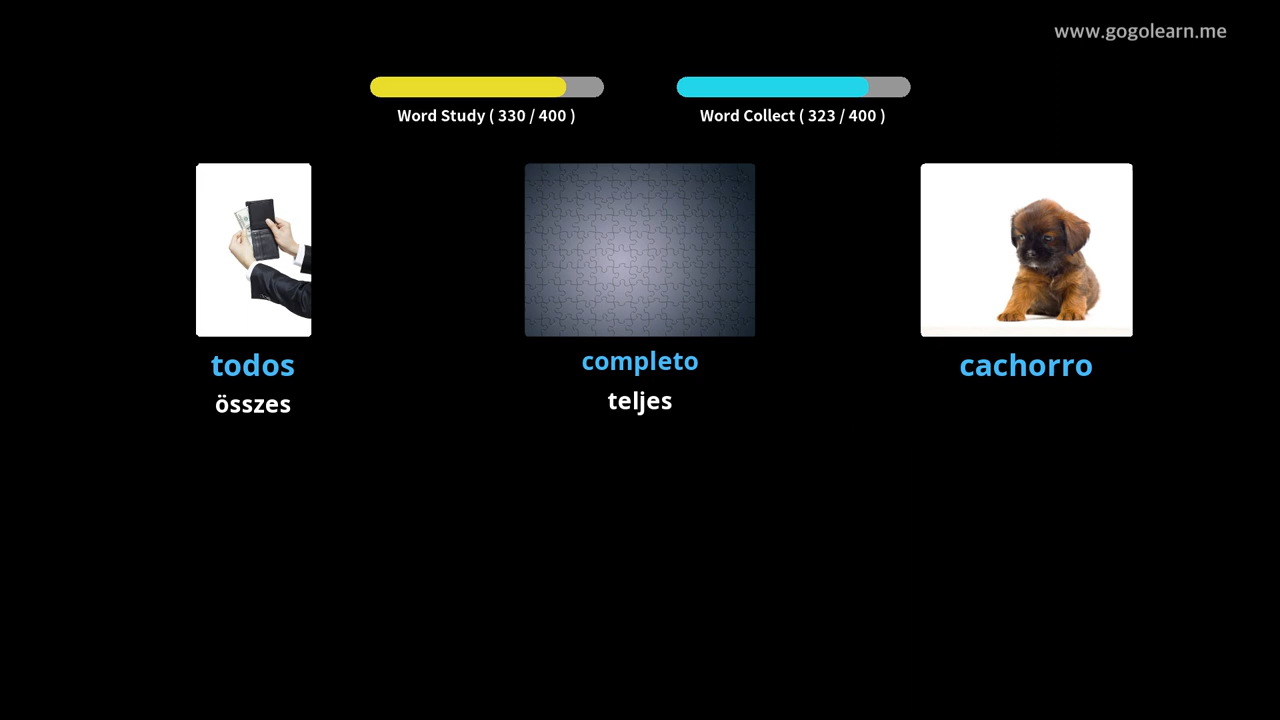 www.gogolearn.me
Word Study ( 330 / 400 )
Word Collect ( 323 / 400 )
todos
összes
completo
teljes
cachorro